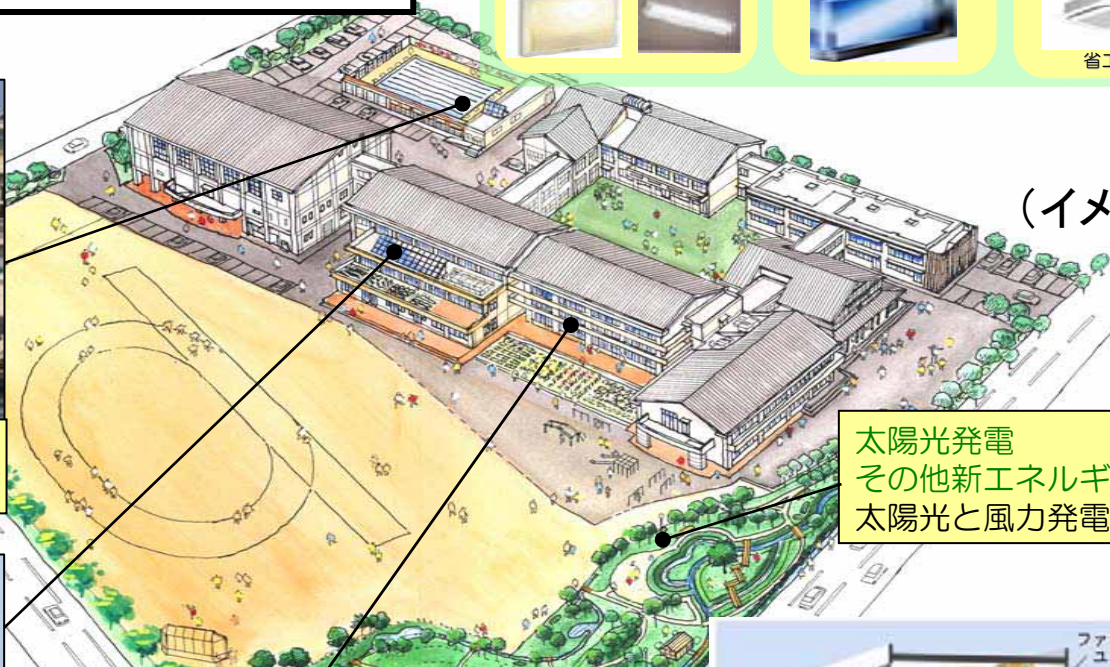 省エ
（イメ
太陽光発電
その他新エネルギ
太陽光と風力発電
ファ
ユ